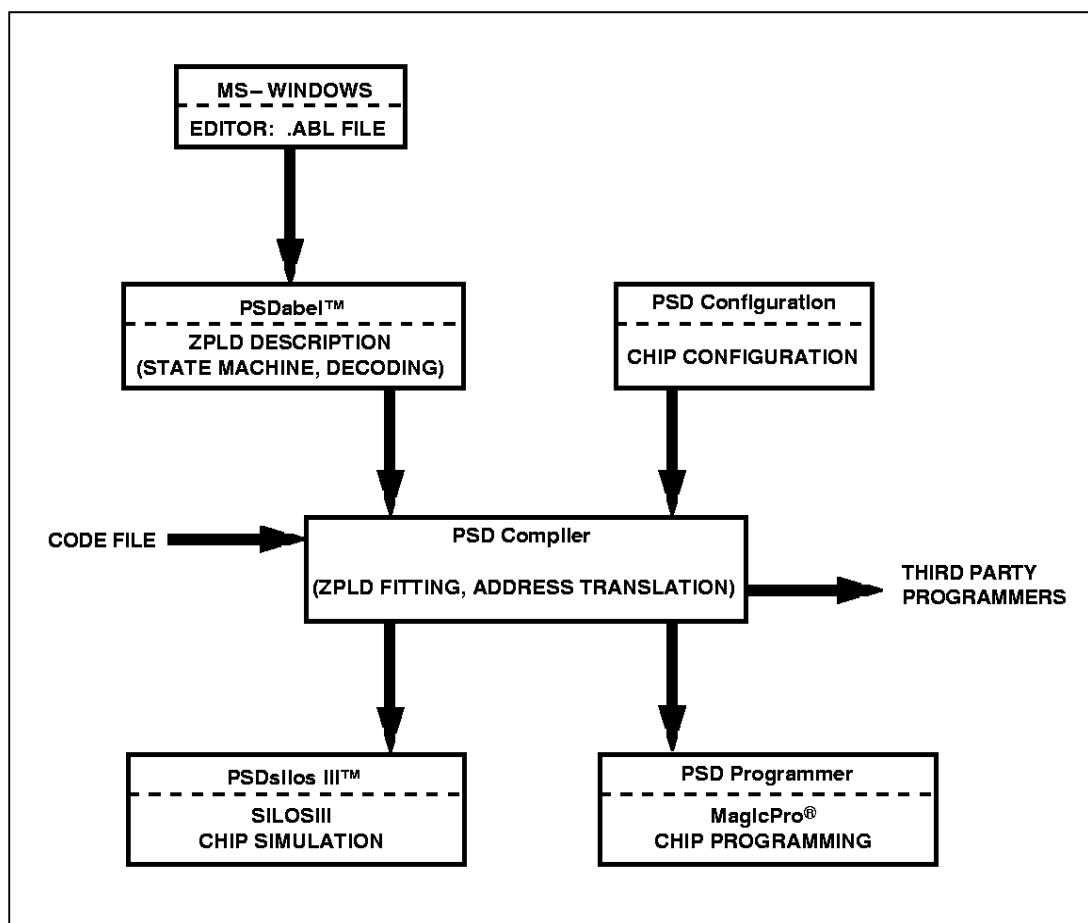 MS– WINDOWS
EDITOR: .ABL FILE
PSDabel™
ZPLD DESCRIPTION
(STATE MACHINE, DECODING)
PSD Configuration
CHIP CONFIGURATION
CODE FILE
PSD Compiler
(ZPLD FITTING, ADDRESS TRANSLATION)
THIRD PARTY
PROGRAMMERS
PSDsilos III™
SILOSIII
CHIP SIMULATION
PSD Programmer
MagicPro®
CHIP PROGRAMMING